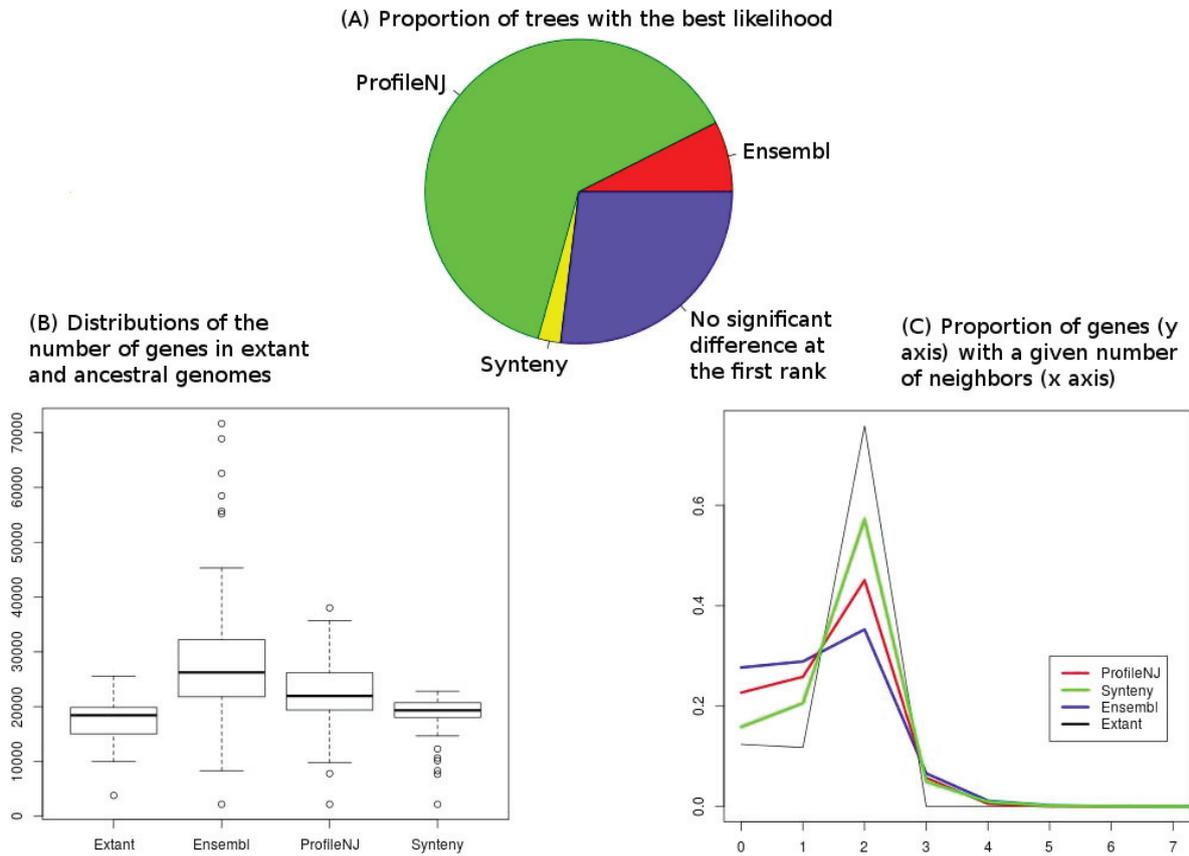 (A) Proportion of trees with the best likelihood
ProfileNJ
Ensembl
Synteny
No significant
difference at
the first rank
(B) Distributions of the
number of genes in extant
and ancestral genomes
70000
60000
50000
40000
30000
20000
10000
0
Extant
Ensembl
ProfileNJ
Synteny
(C) Proportion of genes (y
axis) with a given number
of neighbors (x axis)
0.6
0.4
0.2
0.0
ProfileNJ
Synteny
Ensembl
Extant
0
1
2
3
4
5
6
7